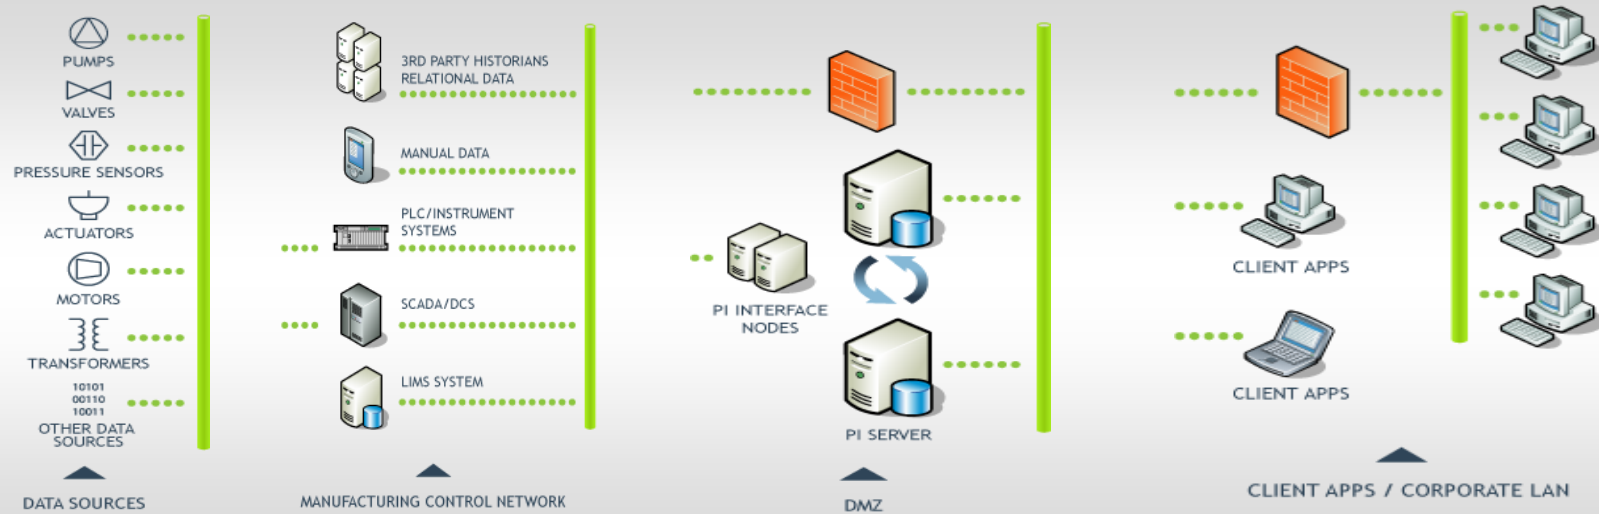 PUMPS
VALVES
PRESSURE SENSORS
ACTUATORS
MOTORS
TRANSFORMERS
10101
00110
10011
OTHER DATA
SOURCES
DATA SOURCES
3RD PARTY HISTORIANS
RELATIONAL DATA
MANUAL DATA
PLC/INSTRUMENT
SYSTEMS
SCADA/DCS
LIMS SYSTEM
MANUFACTURING CONTROL NETWORK
PI INTERFACE
NODES
PI SERVER
DMZ
CLIENT APPS
CLIENT APPS
CLIENT APPS / CORPORATE LAN